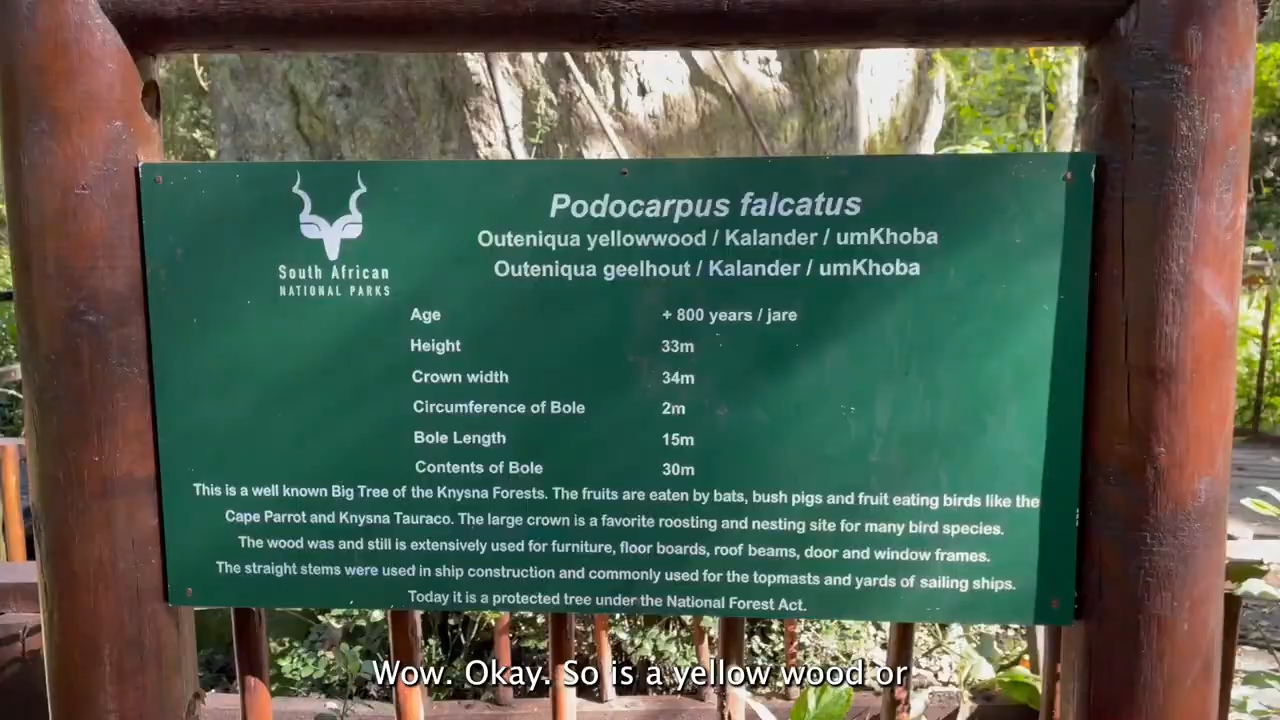 South African
NATIONAL PARKS
Podocarpus falcatus
Outeniqua yellowwood / Kalander / umKhoba
Outeniqua geelhout / Kalander / umKhoba
Age + 800 years / jare
Height 33m
Crown width 34m
Circumference of Bole 2m
Bole Length 15m
Contents of Bole 30m
This is a well known Big Tree of the Knysna Forests. The fruits are eaten by bats, bush pigs and fruit eating birds like the
Cape Parrot and Knysna Tauraco. The large crown is a favorite roosting and nesting site for many bird species.
The wood was and still is extensively used for furniture, floor boards, roof beams, door and window frames.
The straight stems were used in ship construction and commonly used for the topmasts and yards of sailing ships.
Today it is a protected tree under the National Forest Act.
Wow. Okay. So is a yellow wood or